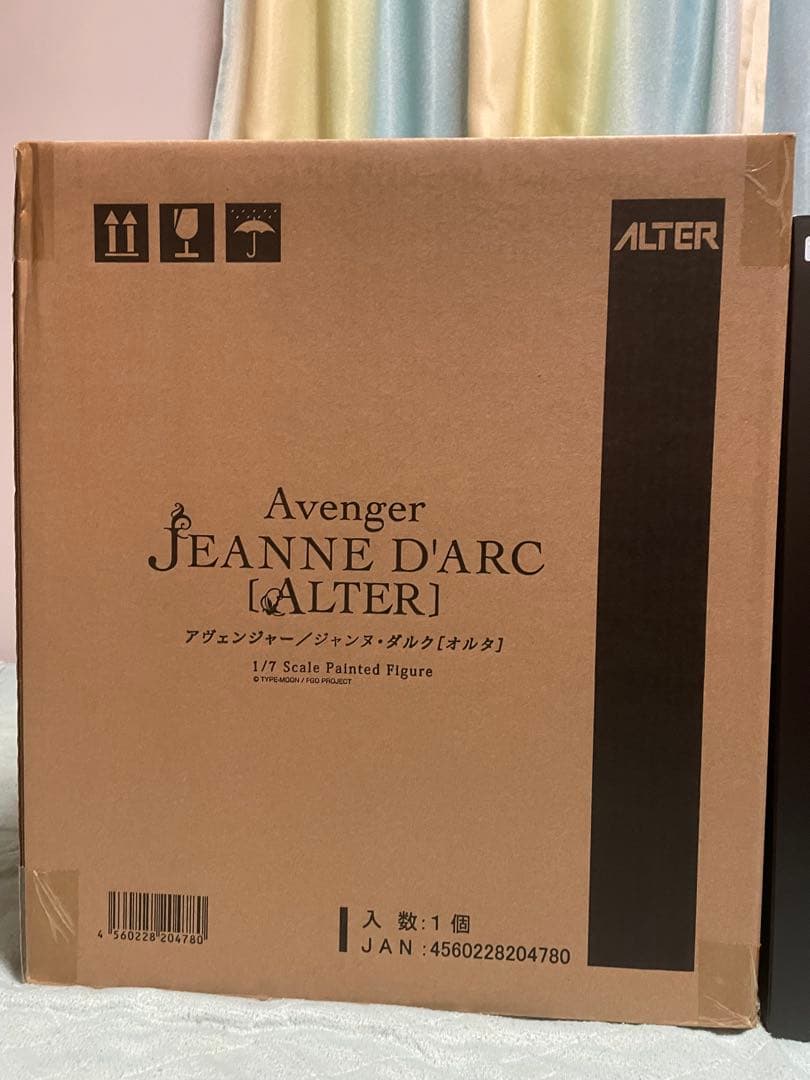 ALTER
Avenger
JEANNE D'ARC
[ALTER]
アヴェンジャー／ジャンヌ・ダルク[オルタ]
1/7 Scale Painted Figure
© TYPE-MOON / FGO PROJECT
4 560228 204780
入数:1個
JAN:4560228204780